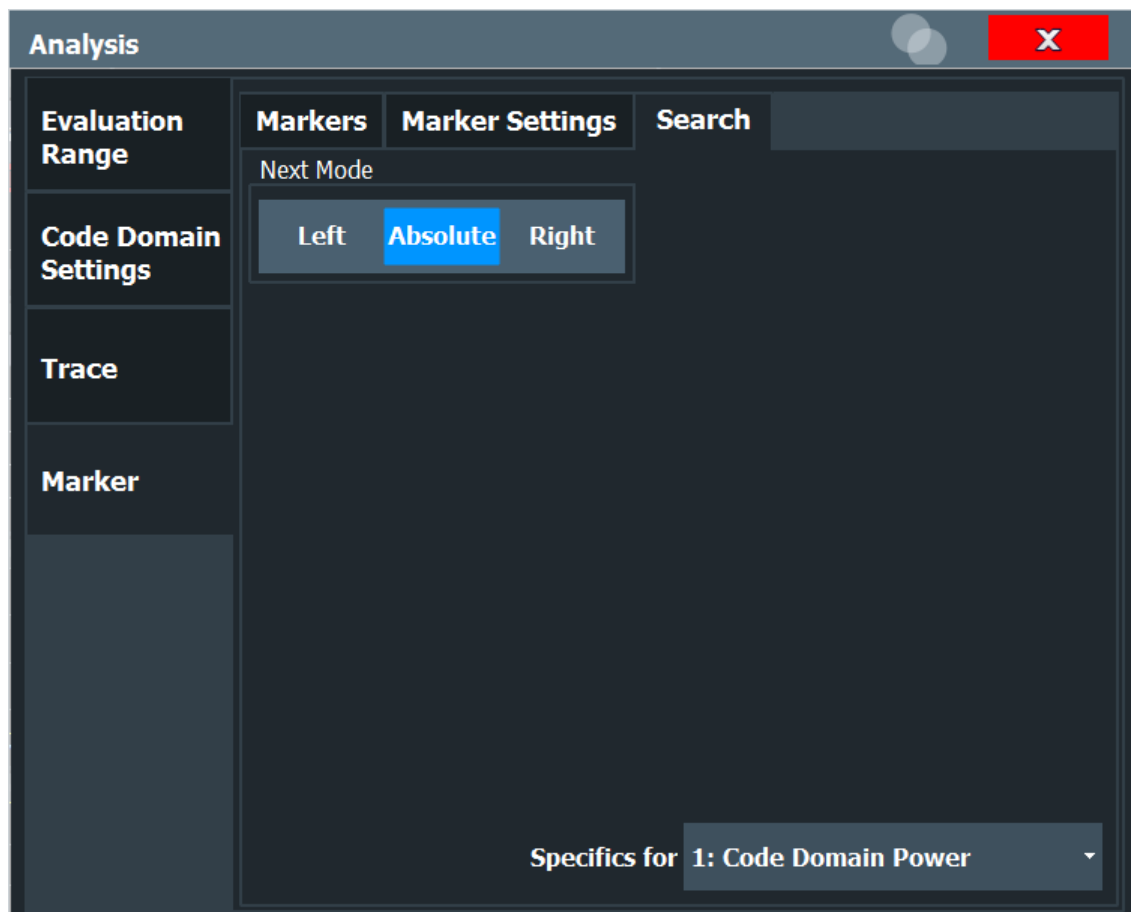 Analysis
X
Evaluation
Range
Code Domain
Settings
Trace
Marker
Markers
Marker Settings
Search
Next Mode
Left
Absolute
Right
Specifics for
1: Code Domain Power